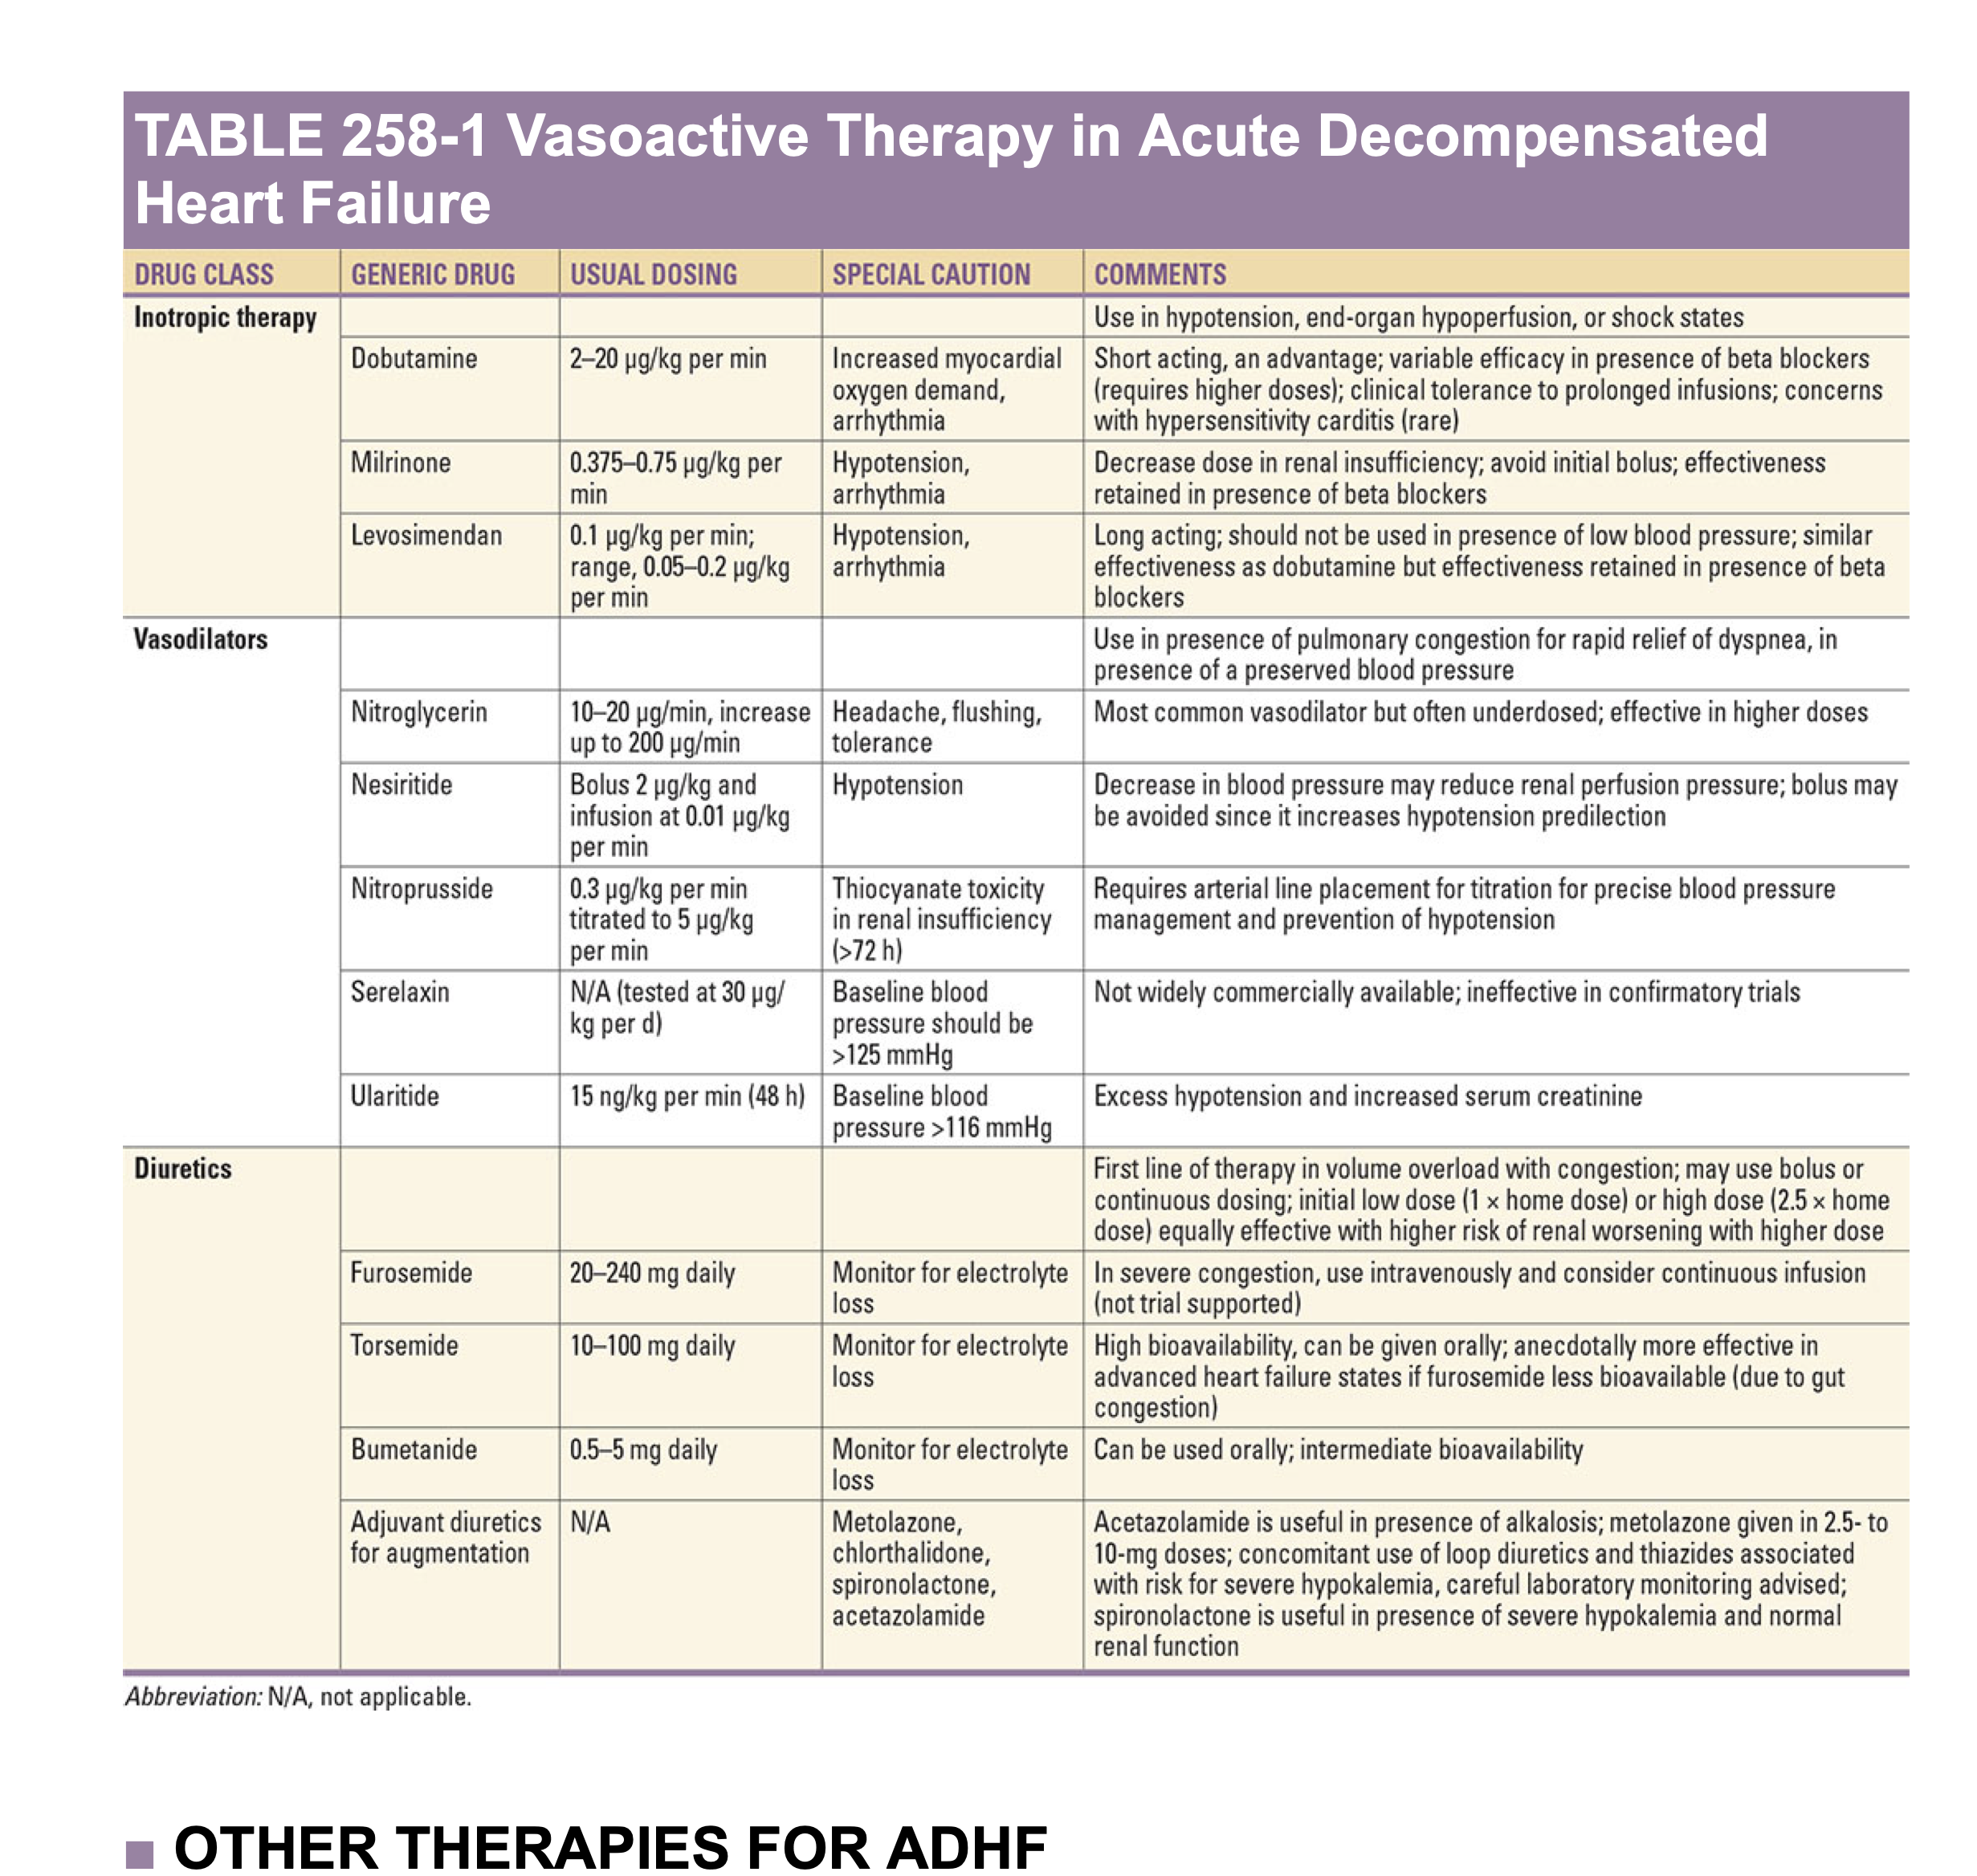 TABLE 258-1 Vasoactive Therapy in Acute Decompensated
Heart Failure
DRUG CLASS GENERIC DRUG USUAL DOSING SPECIAL CAUTION COMMENTS
Inotropic therapy
Use in hypotension, end-organ hypoperfusion, or shock states
Dobutamine
2–20 µg/kg per min
Increased myocardial
oxygen demand,
arrhythmia
Short acting, an advantage; variable efficacy in presence of beta blockers
(requires higher doses); clinical tolerance to prolonged infusions; concerns
with hypersensitivity carditis (rare)
Milrinone
0.375–0.75 µg/kg per
min
Hypotension,
arrhythmia
Decrease dose in renal insufficiency; avoid initial bolus; effectiveness
retained in presence of beta blockers
Levosimendan
0.1 µg/kg per min;
range, 0.05–0.2 µg/kg
per min
Hypotension,
arrhythmia
Long acting; should not be used in presence of low blood pressure; similar
effectiveness as dobutamine but effectiveness retained in presence of beta
blockers
Vasodilators
Use in presence of pulmonary congestion for rapid relief of dyspnea, in
presence of a preserved blood pressure
Nitroglycerin
10–20 µg/min, increase
up to 200 µg/min
Headache, flushing,
tolerance
Most common vasodilator but often underdosed; effective in higher doses
Nesiritide
Bolus 2 µg/kg and
infusion at 0.01 µg/kg
per min
Hypotension
Decrease in blood pressure may reduce renal perfusion pressure; bolus may
be avoided since it increases hypotension predilection
Nitroprusside
0.3 µg/kg per min
titrated to 5 µg/kg
per min
Thiocyanate toxicity
in renal insufficiency
(>72 h)
Requires arterial line placement for titration for precise blood pressure
management and prevention of hypotension
Serelaxin
N/A (tested at 30 µg/
kg per d)
Baseline blood
pressure should be
>125 mmHg
Not widely commercially available; ineffective in confirmatory trials
Ularitide
15 ng/kg per min (48 h)
Baseline blood
pressure >116 mmHg
Excess hypotension and increased serum creatinine
Diuretics
First line of therapy in volume overload with congestion; may use bolus or
continuous dosing; initial low dose (1 × home dose) or high dose (2.5 × home
dose) equally effective with higher risk of renal worsening with higher dose
Furosemide
20–240 mg daily
Monitor for electrolyte
loss
In severe congestion, use intravenously and consider continuous infusion
(not trial supported)
Torsemide
10–100 mg daily
Monitor for electrolyte
loss
High bioavailability, can be given orally; anecdotally more effective in
advanced heart failure states if furosemide less bioavailable (due to gut
congestion)
Bumetanide
0.5–5 mg daily
Monitor for electrolyte
loss
Can be used orally; intermediate bioavailability
Adjuvant diuretics
for augmentation
N/A
Metolazone,
chlorthalidone,
spironolactone,
acetazolamide
Acetazolamide is useful in presence of alkalosis; metolazone given in 2.5- to
10-mg doses; concomitant use of loop diuretics and thiazides associated
with risk for severe hypokalemia, careful laboratory monitoring advised;
spironolactone is useful in presence of severe hypokalemia and normal
renal function
Abbreviation: N/A, not applicable.
■ OTHER THERAPIES FOR ADHF